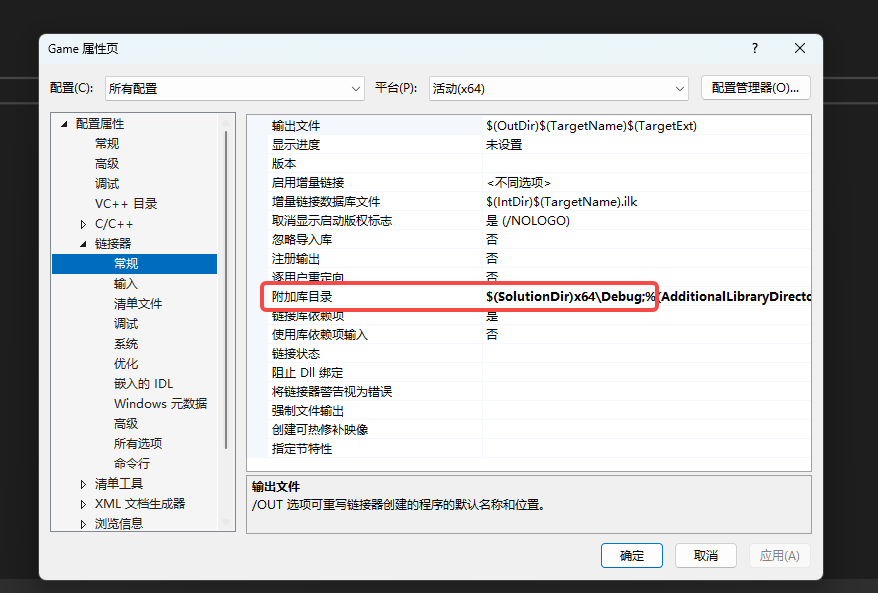 Game 属性页
?
配置(C):
所有配置
平台(P):
活动(x64)
配置管理器(O)...
配置属性
常规
高级
调试
VC++ 目录
C/C++
链接器
常规
输入
清单文件
调试
系统
优化
嵌入的 IDL
Windows 元数据
高级
所有选项
命令行
清单工具
XML 文档生成器
浏览信息
输出文件 $(OutDir)$(TargetName)$(TargetExt)
显示进度 未设置
版本
启用增量链接 <不同选项>
增量链接数据库文件 $(IntDir)$(TargetName).ilk
取消显示启动版权标志 是 (/NOLOGO)
忽略导入库 否
注册输出 否
逐用户重定向 否
附加库目录 $(SolutionDir)x64\Debug;%(AdditionalLibraryDirecto
链接库依赖项 是
使用库依赖项输入 否
链接状态
阻止 Dll 绑定
将链接器警告视为错误
强制文件输出
创建可热修补映像
指定节特性
输出文件
/OUT 选项可重写链接器创建的程序的默认名称和位置。
确定
取消
应用(A)